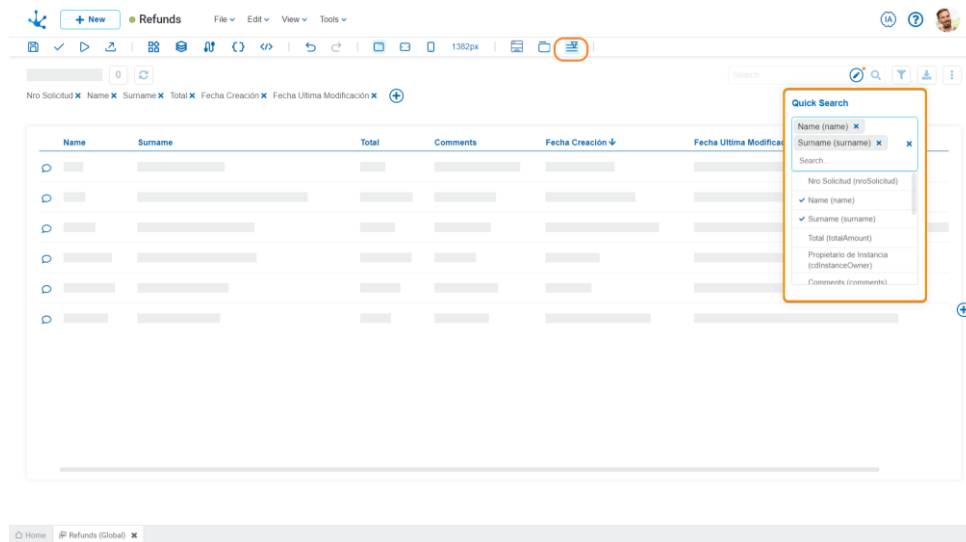 + New
Refunds
File
Edit
View
Tools
IA
?
1382px
0
Search
Nro Solicitud x Name x Surname x Total x Fecha Creación x Fecha Ultima Modificación x
Quick Search
Name (name) x
Surname (surname) x
Search..
Nro Solicitud (nroSolicitud)
Name (name)
Surname (surname)
Total (totalAmount)
Propietario de Instancia
(cdInstanceOwner)
Comments (comments)
Name
Surname
Total
Comments
Fecha Creación
Fecha Ultima Modificac
Home
Refunds (Global) x